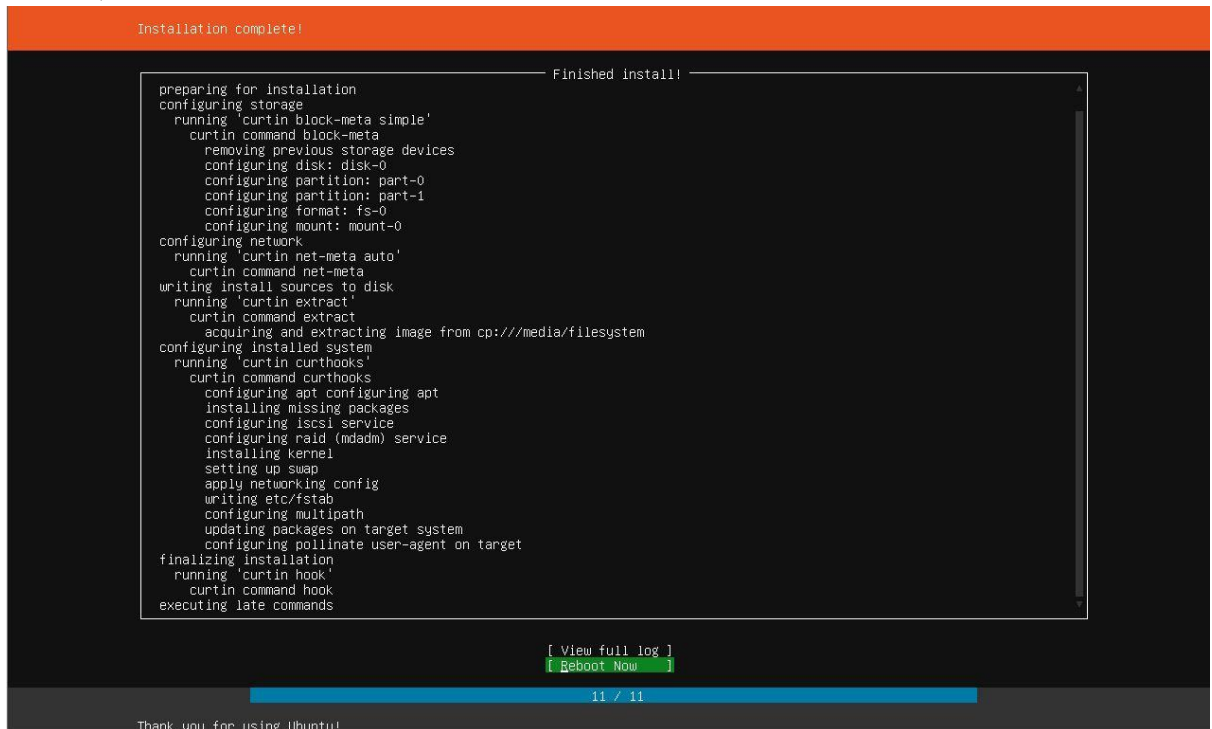 Installation complete!
Finished install!
preparing for installation
configuring storage
running 'curtin block-meta simple'
curtin command block-meta
removing previous storage devices
configuring disk: disk-0
configuring partition: part-0
configuring partition: part-1
configuring format: fs-0
configuring mount: mount-0
configuring network
running 'curtin net-meta auto'
curtin command net-meta
writing install sources to disk
running 'curtin extract'
curtin command extract
acquiring and extracting image from cp:///media/filesystem
configuring installed system
running 'curtin curthooks'
curtin command curthooks
configuring apt configuring apt
installing missing packages
configuring iscsi service
configuring raid (mdadm) service
installing kernel
setting up swap
apply networking config
writing etc/fstab
configuring multipath
updating packages on target system
configuring pollinate user-agent on target
finalizing installation
running 'curtin hook'
curtin command hook
executing late commands
[ View full log ]
[ Reboot Now ]
11 / 11
Thank you for using Ubuntu!